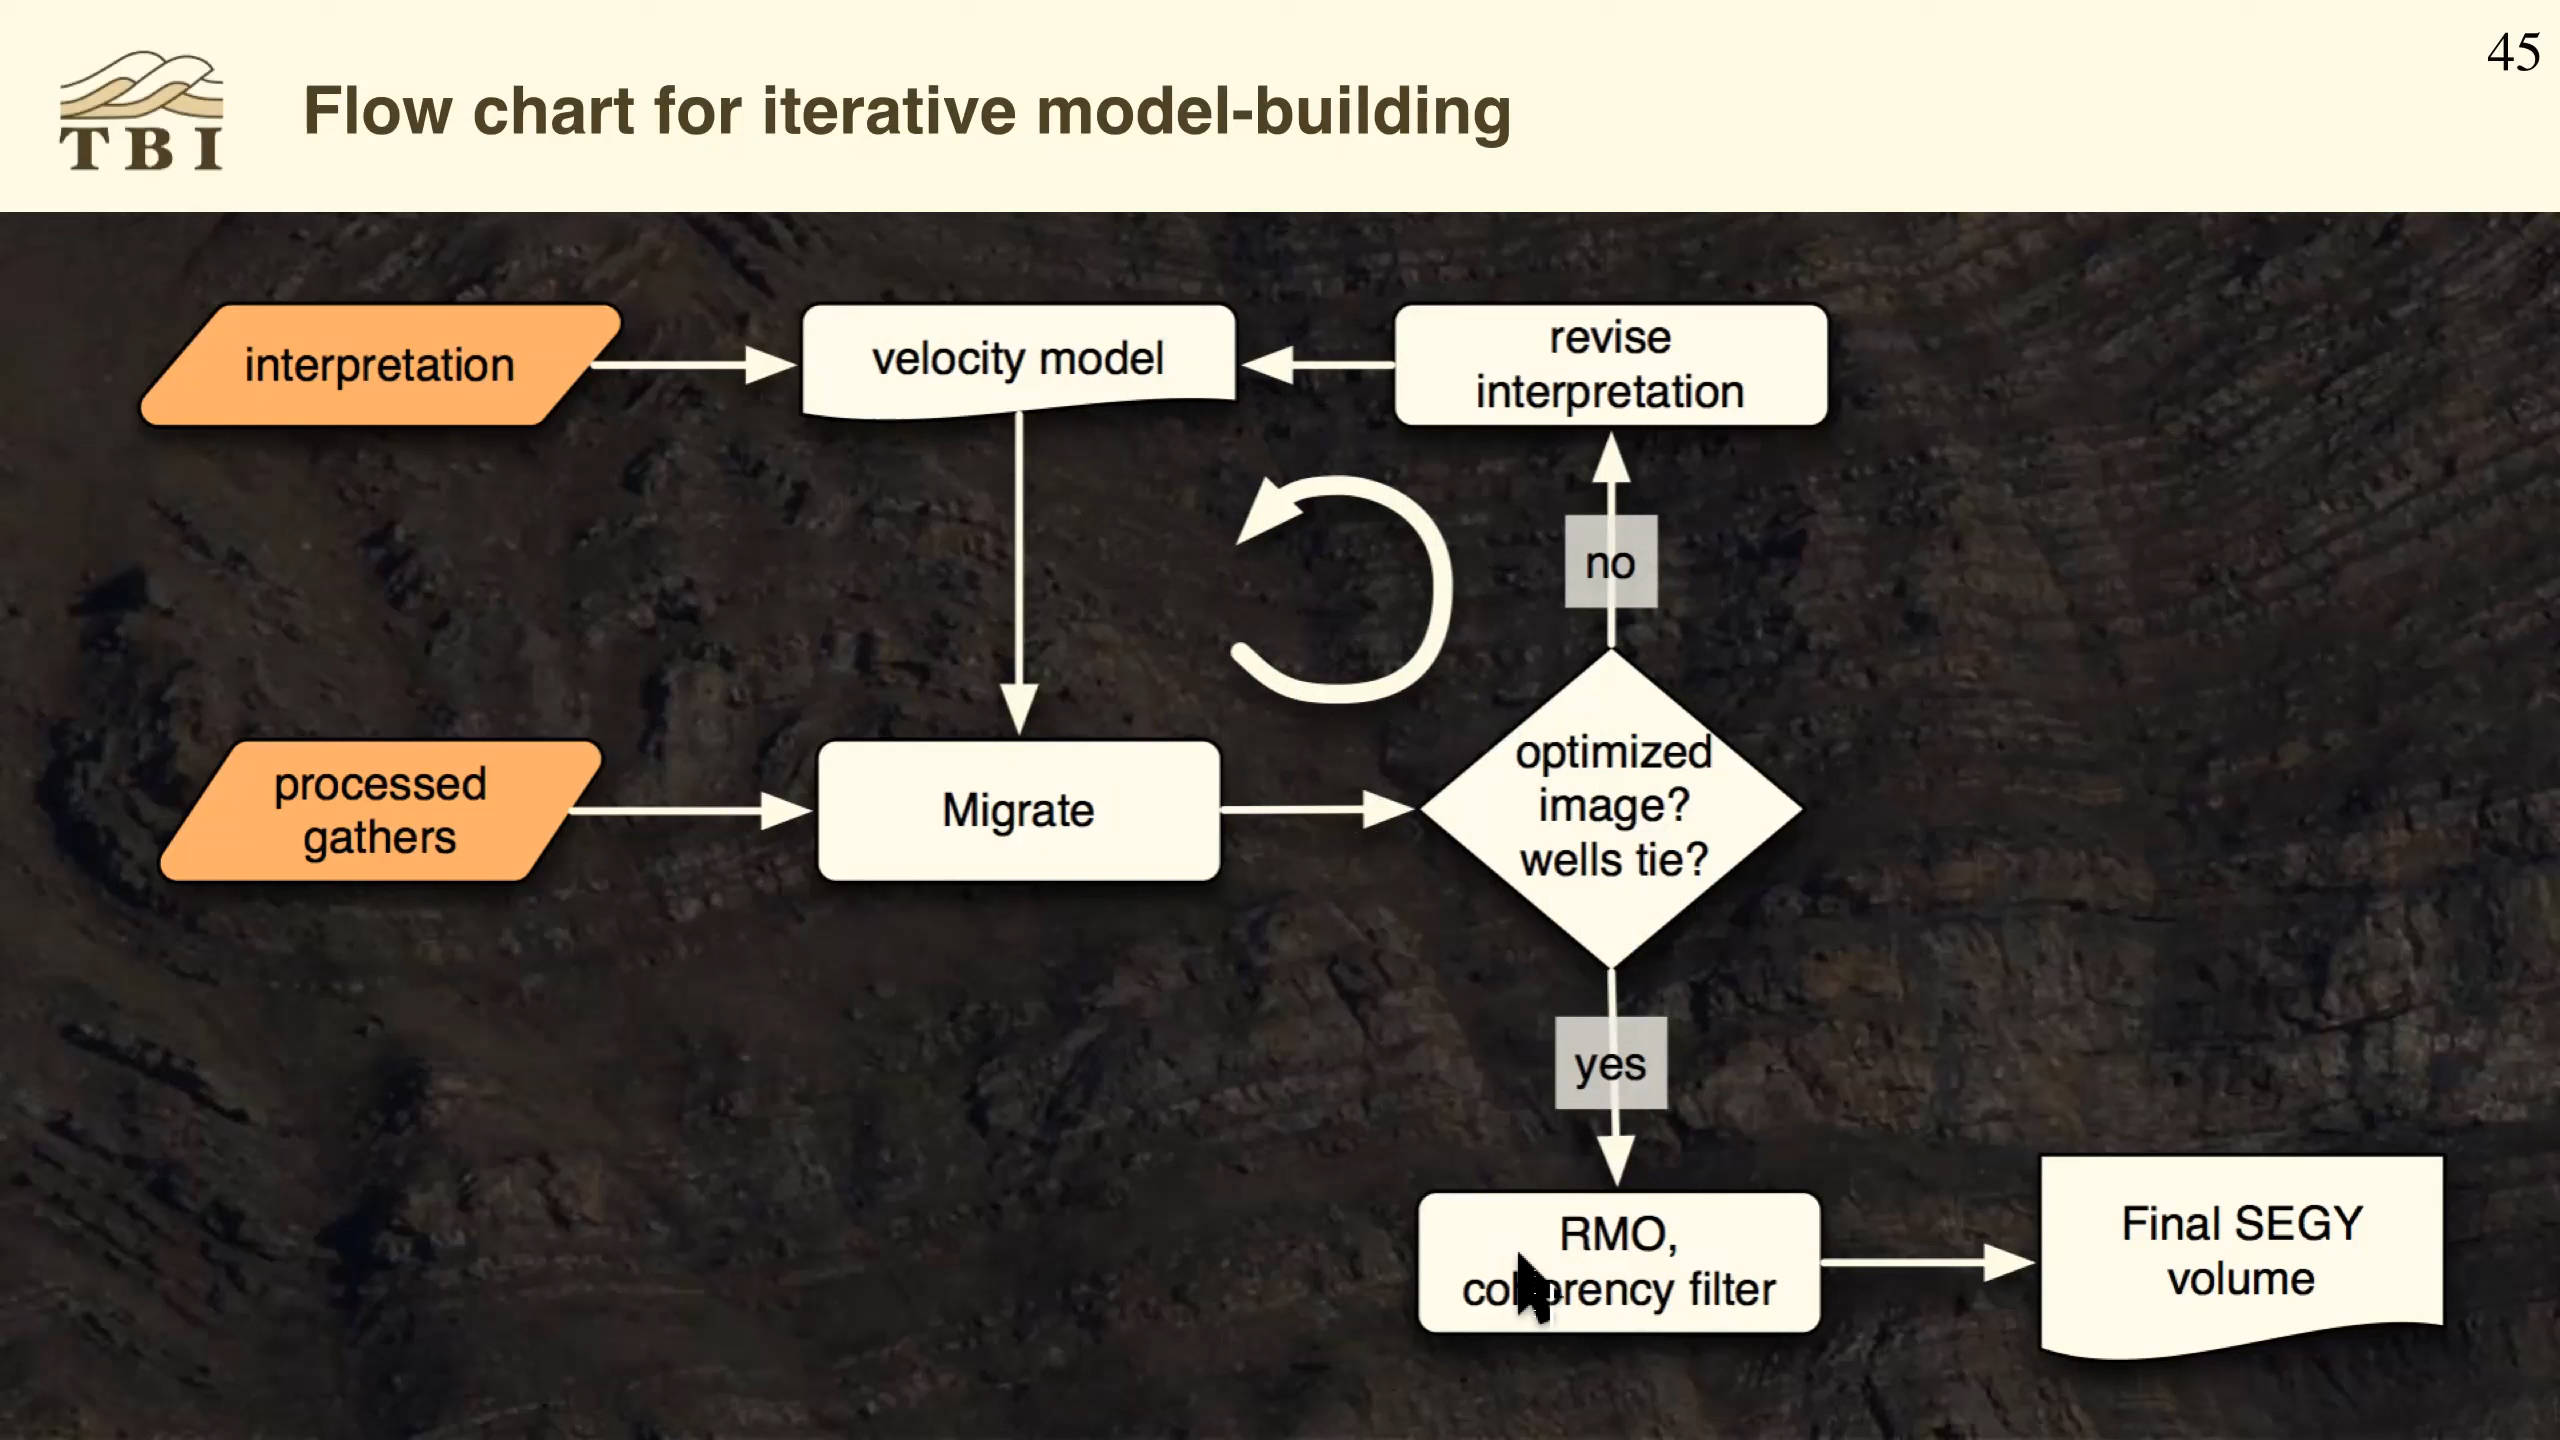 45
TBI
Flow chart for iterative model-building
interpretation
velocity model
revise
interpretation
no
processed
gathers
Migrate
optimized
image?
wells tie?
yes
RMO,
coherency filter
Final SEGY
volume